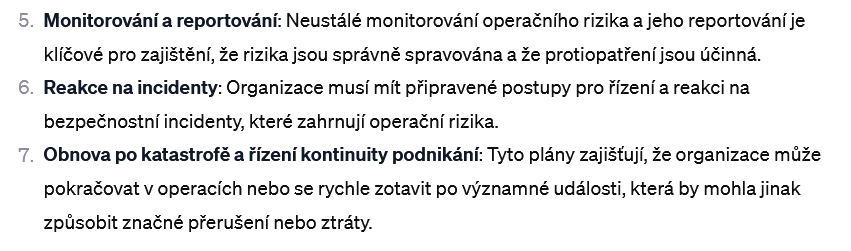 5. Monitorování a reportování: Neustálé monitorování operačního rizika a jeho reportování je
klíčové pro zajištění, že rizika jsou správně spravována a že protiopatření jsou účinná.
6. Reakce na incidenty: Organizace musí mít připravené postupy pro řízení a reakci na
bezpečnostní incidenty, které zahrnují operační rizika.
7. Obnova po katastrofě a řízení kontinuity podnikání: Tyto plány zajišťují, že organizace může
pokračovat v operacích nebo se rychle zotavit po významné události, která by mohla jinak
způsobit značné přerušení nebo ztráty.